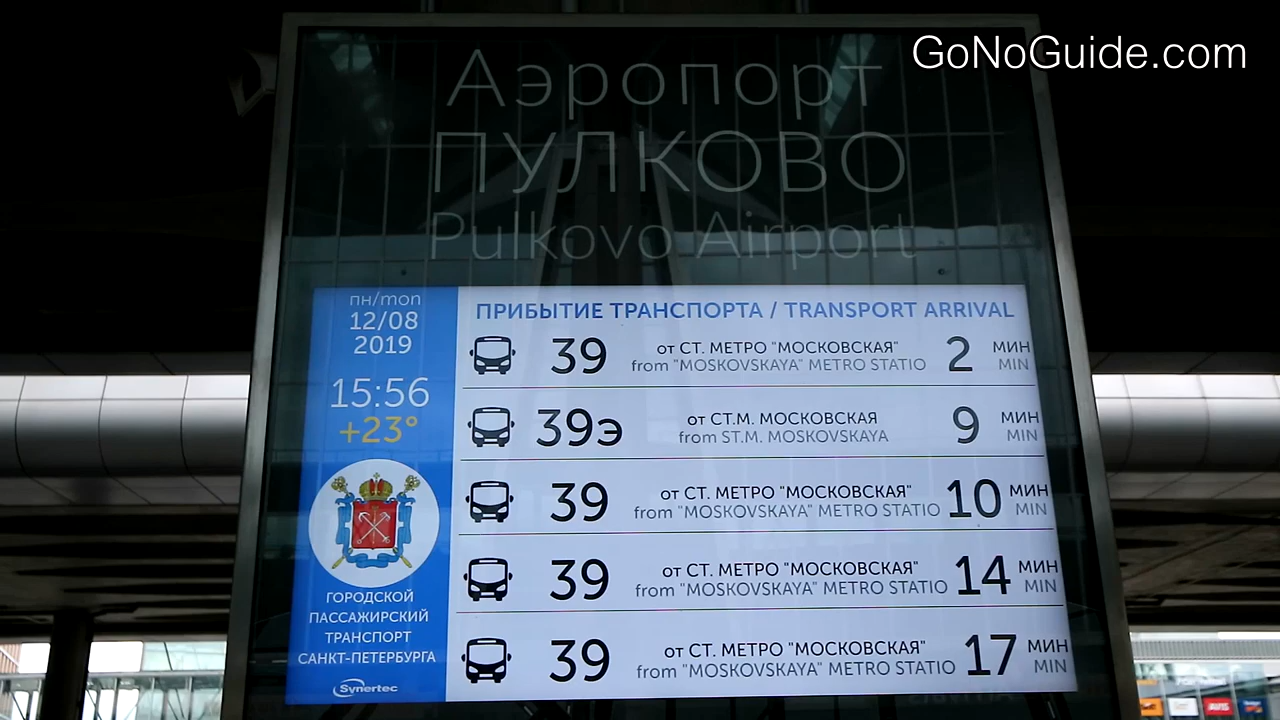 GoNoGuide.com
Аэропорт
ПУЛКОВО
Pulkovo Airport
пн/mon
12/08
2019
15:56
+23°
ГОРОДСКОЙ
ПАССАЖИРСКИЙ
ТРАНСПОРТ
САНКТ-ПЕТЕРБУРГА
Synertec
ПРИБЫТИЕ ТРАНСПОРТА / TRANSPORT ARRIVAL
39 от СТ. МЕТРО "МОСКОВСКАЯ" 2 МИН
from "MOSKOVSKAYA" METRO STATIO MIN
39э от СТ.М. МОСКОВСКАЯ 9 МИН
from ST.M. MOSKOVSKAYA MIN
39 от СТ. МЕТРО "МОСКОВСКАЯ" 10 МИН
from "MOSKOVSKAYA" METRO STATIO MIN
39 от СТ. МЕТРО "МОСКОВСКАЯ" 14 МИН
from "MOSKOVSKAYA" METRO STATIO MIN
39 от СТ. МЕТРО "МОСКОВСКАЯ" 17 МИН
from "MOSKOVSKAYA" METRO STATIO MIN
AVIS